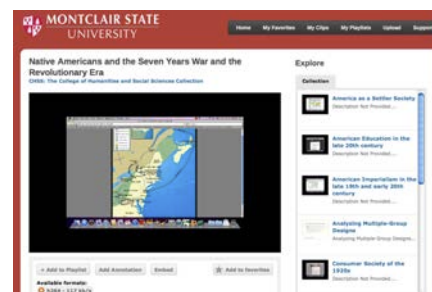 MONTCLAIR STATE
UNIVERSITY
Home My Favorites My Clips My Playlists Upload Support
Native Americans and the Seven Years War and the
Revolutionary Era
CHSS: The College of Humanities and Social Sciences Collection
+ Add to Playlist Add Annotation Embed Add to Favorites
Available formats:
Explore
Collection
America as a Settler Society
Description Not Provided...
American Education in the
late 20th century
Description Not Provided...
American Imperialism in the
late 19th and early 20th
century
Description Not Provided...
Analyzing Multiple-Group
Designs
Analyzing Multiple-Group Designs...
Consumer Society of the
1920s
Description Not Provided...